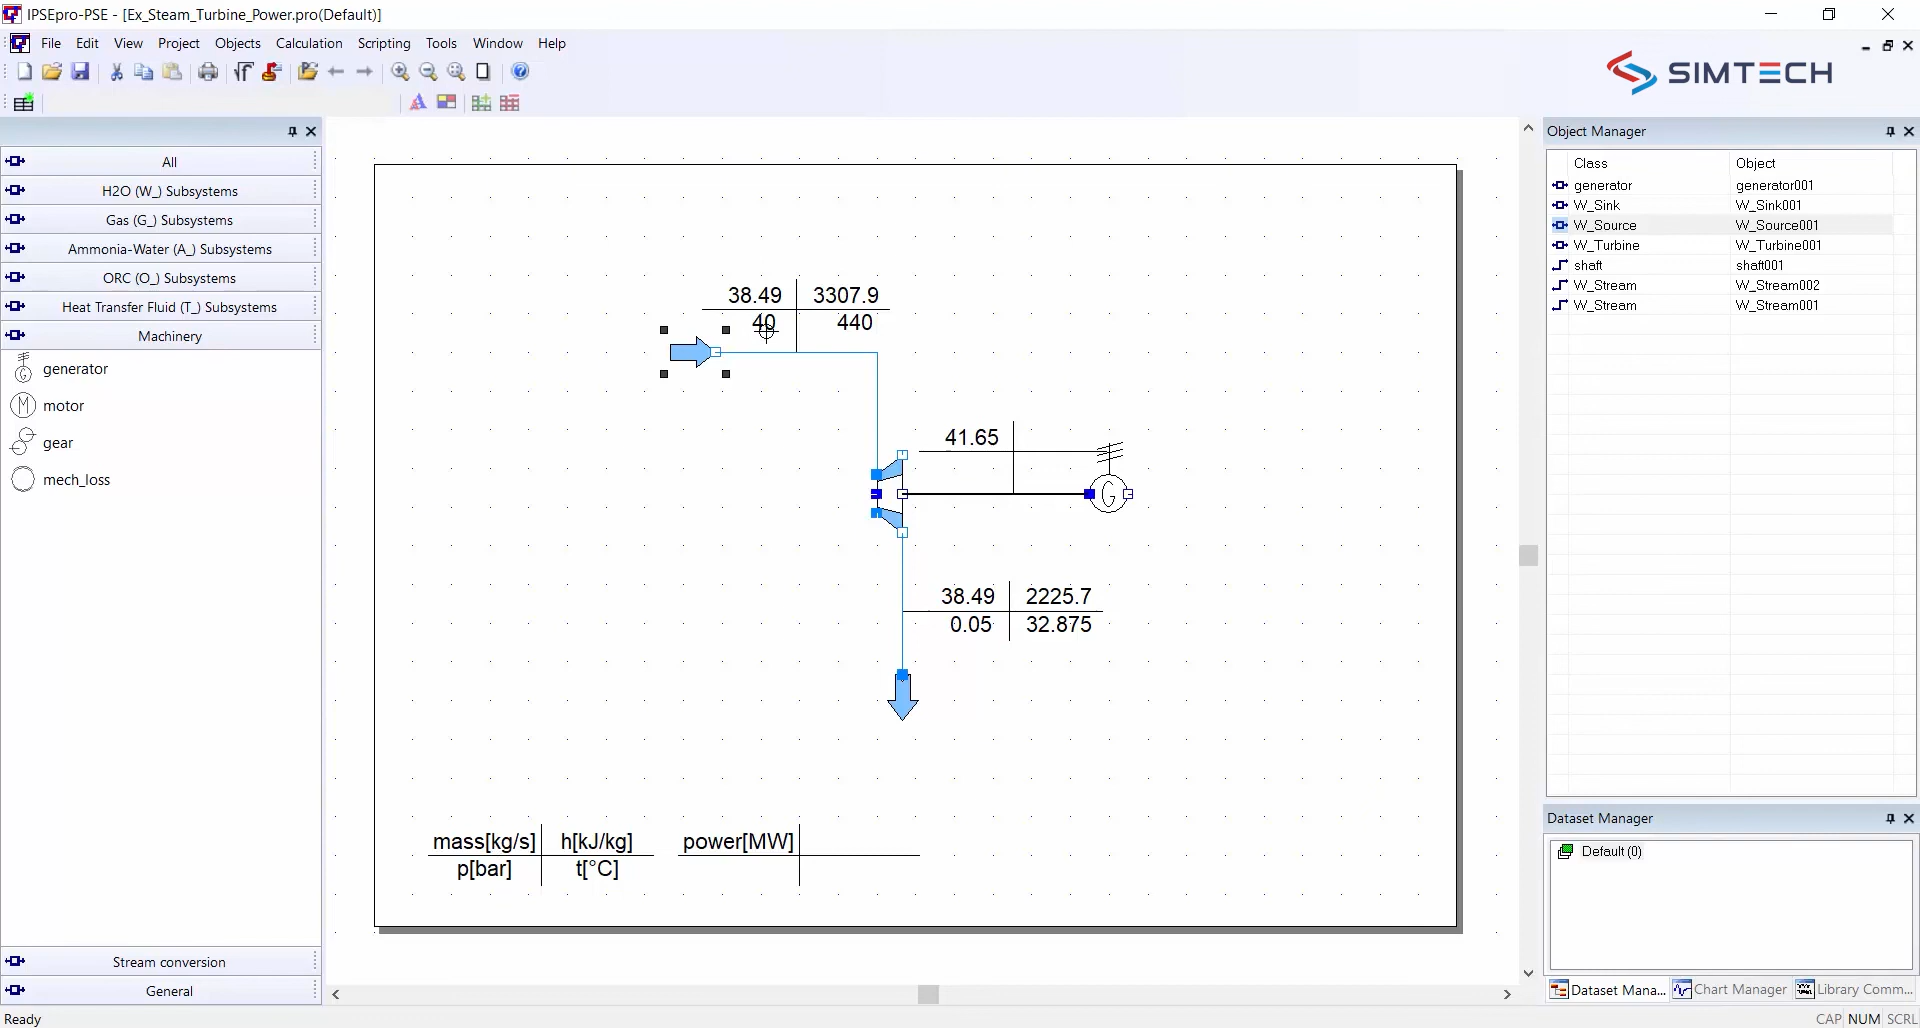 IPSEpro-PSE - [Ex_Steam_Turbine_Power.pro(Default)]
File Edit View Project Objects Calculation Scripting Tools Window Help
SIMTECH
All
H2O (W_) Subsystems
Gas (G_) Subsystems
Ammonia-Water (A_) Subsystems
ORC (O_) Subsystems
Heat Transfer Fluid (T_) Subsystems
Machinery
G generator
M motor
gear
mech_loss
Stream conversion
General
38.49 3307.9
40 440
41.65
G
38.49 2225.7
0.05 32.875
mass[kg/s] h[kJ/kg] power[MW]
p[bar] t[°C]
Object Manager
Class Object
generator generator001
W_Sink W_Sink001
W_Source W_Source001
W_Turbine W_Turbine001
shaft shaft001
W_Stream W_Stream002
W_Stream W_Stream001
Dataset Manager
Default (0)
Dataset Mana... Chart Manager Library Comm...
Ready CAP NUM SCRL